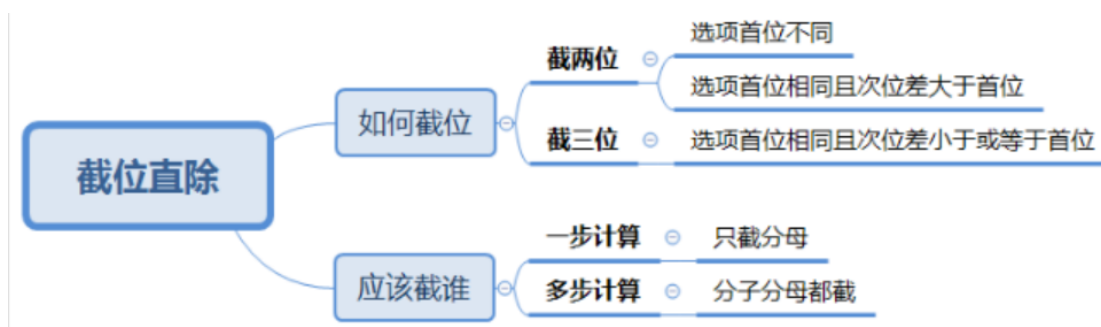 截位直除
如何截位
截两位
选项首位不同
选项首位相同且次位差大于首位
截三位
选项首位相同且次位差小于或等于首位
应该截谁
一步计算
只截分母
多步计算
分子分母都截